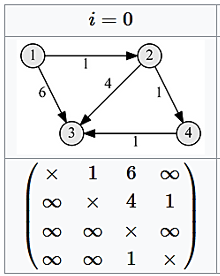 i = 0
1 2
1
6 4 1
3 4
1
× 1 6 ∞
∞ × 4 1
∞ ∞ × ∞
∞ ∞ 1 ×